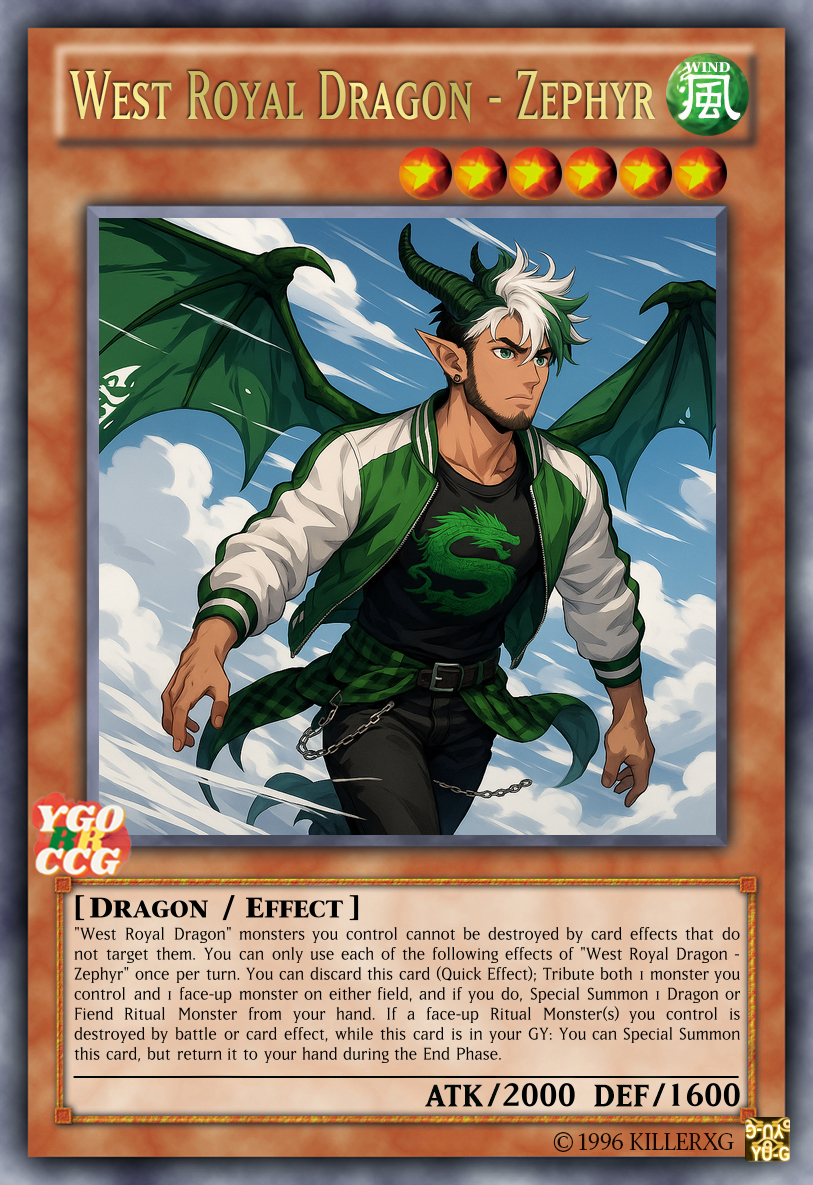 West Royal Dragon - Zephyr
WIND
風
YGO
BR
CCG
[ Dragon / Effect ]
"West Royal Dragon" monsters you control cannot be destroyed by card effects that do
not target them. You can only use each of the following effects of "West Royal Dragon -
Zephyr" once per turn. You can discard this card (Quick Effect); Tribute both 1 monster you
control and 1 face-up monster on either field, and if you do, Special Summon 1 Dragon or
Fiend Ritual Monster from your hand. If a face-up Ritual Monster(s) you control is
destroyed by battle or card effect, while this card is in your GY: You can Special Summon
this card, but return it to your hand during the End Phase.
ATK/2000 DEF/1600
© 1996 KILLERXG
YU-G